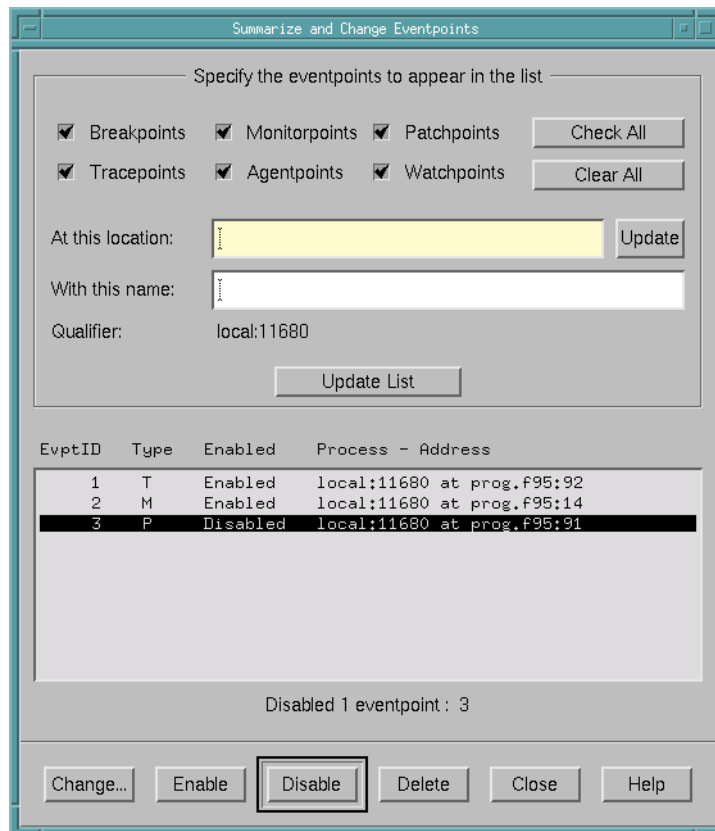 Summarize and Change Eventpoints
Specify the eventpoints to appear in the list
Breakpoints Monitorpoints Patchpoints Check All
Tracepoints Agentpoints Watchpoints Clear All
At this location: Update
With this name:
Qualifier: local:11680
Update List
EvptID Type Enabled Process - Address
1 T Enabled local:11680 at prog.f95:92
2 M Enabled local:11680 at prog.f95:14
3 P Disabled local:11680 at prog.f95:91
Disabled 1 eventpoint : 3
Change... Enable Disable Delete Close Help